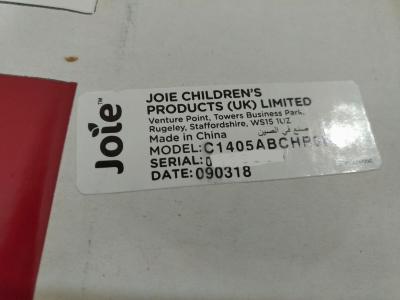 Joie™
JOIE CHILDREN'S
PRODUCTS (UK) LIMITED
Venture Point, Towers Business Park,
Rugeley, Staffordshire, WS15 1UZ
Made in China صنع في الصين
MODEL:
SERIAL:
DATE:090318